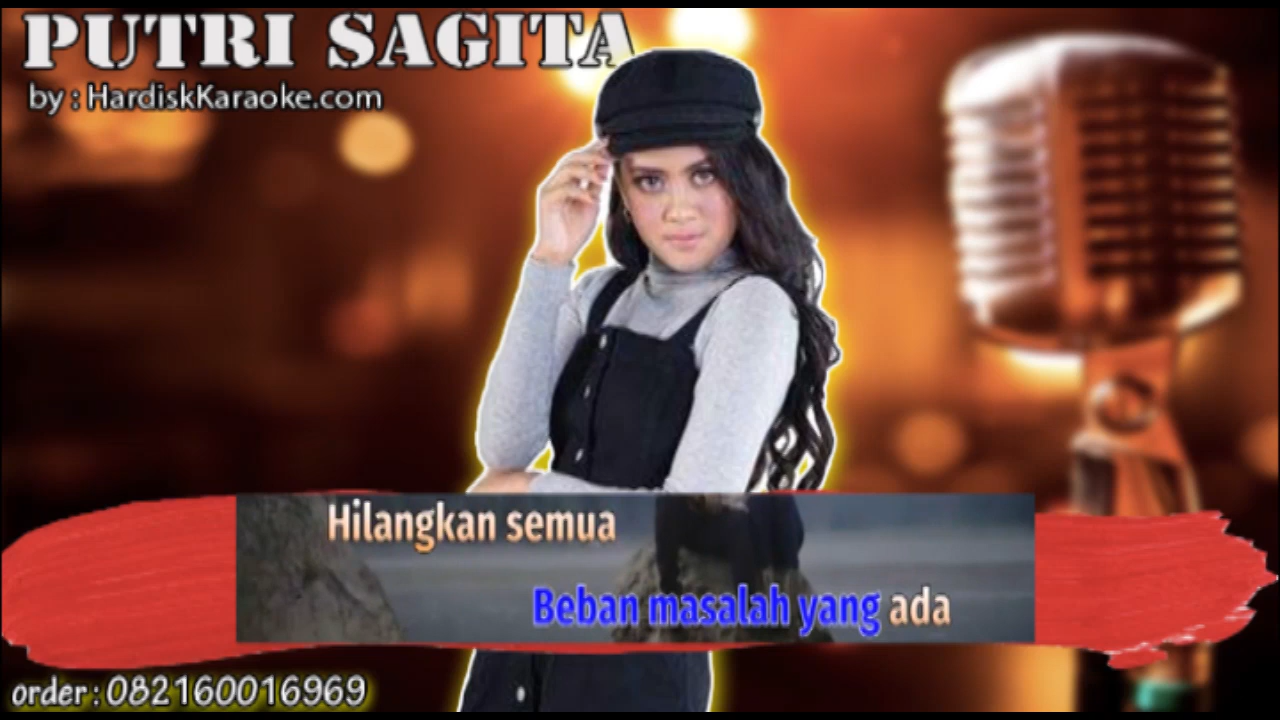 PUTRI SAGITA
by : HardiskKaraoke.com
Hilangkan semua
Beban masalah yang ada
order : 082160016969